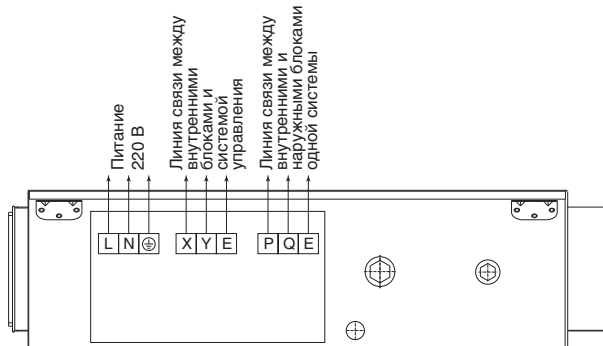 Питание
220 В
Линия связи между
внутренними
блоками и
системой
управления
Линия связи между
внутренними и
наружными блоками
одной системы
L N ⏚
X Y E
P Q E